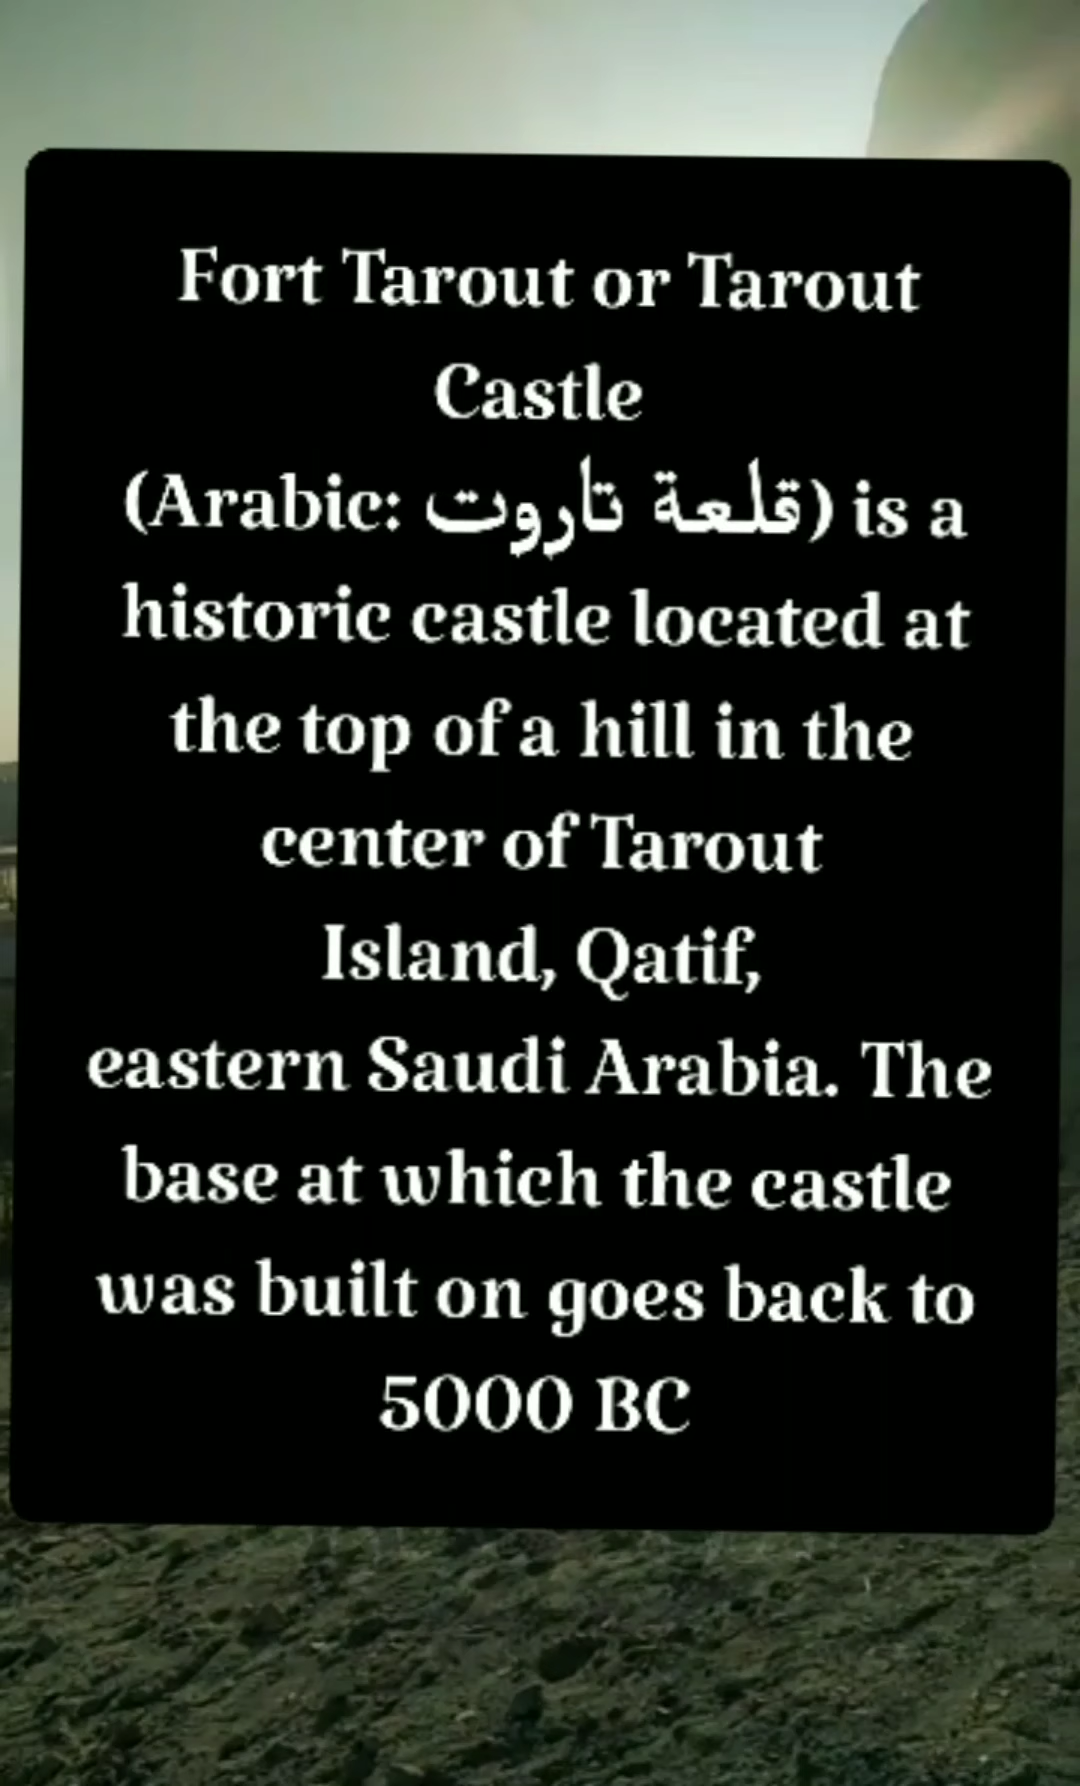 Fort Tarout or Tarout
Castle
(Arabic: قلعة تاروت) is a
historic castle located at
the top of a hill in the
center of Tarout
Island, Qatif,
eastern Saudi Arabia. The
base at which the castle
was built on goes back to
5000 BC